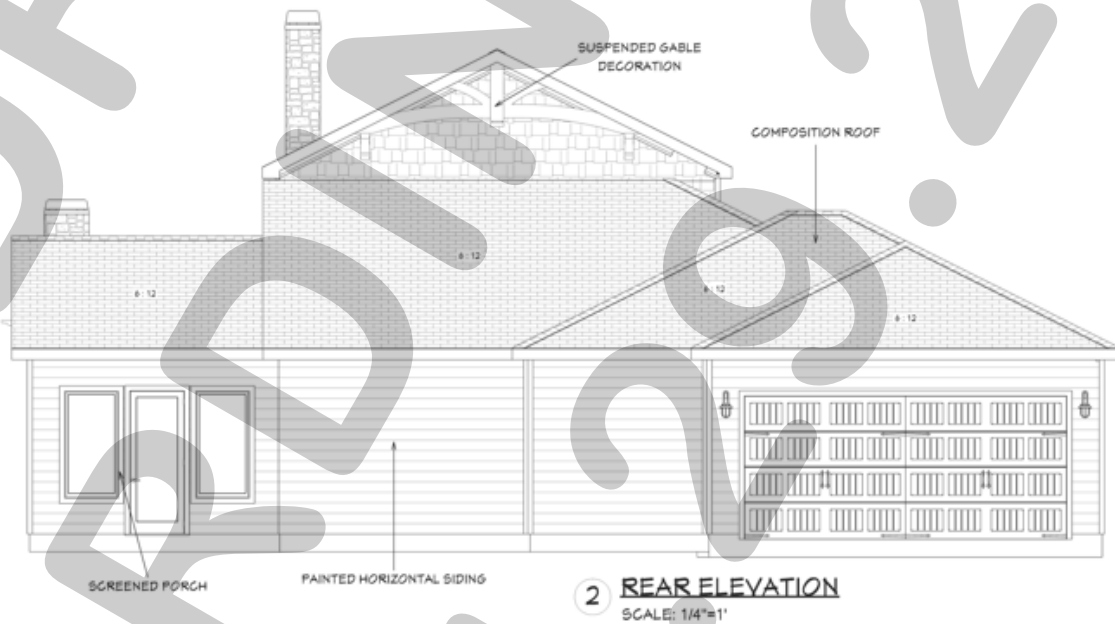 SUSPENDED GABLE
DECORATION
COMPOSITION ROOF
6 : 12
6 : 12
6 : 12
6 : 12
SCREENED PORCH
PAINTED HORIZONTAL SIDING
2 REAR ELEVATION
SCALE: 1/4"=1'